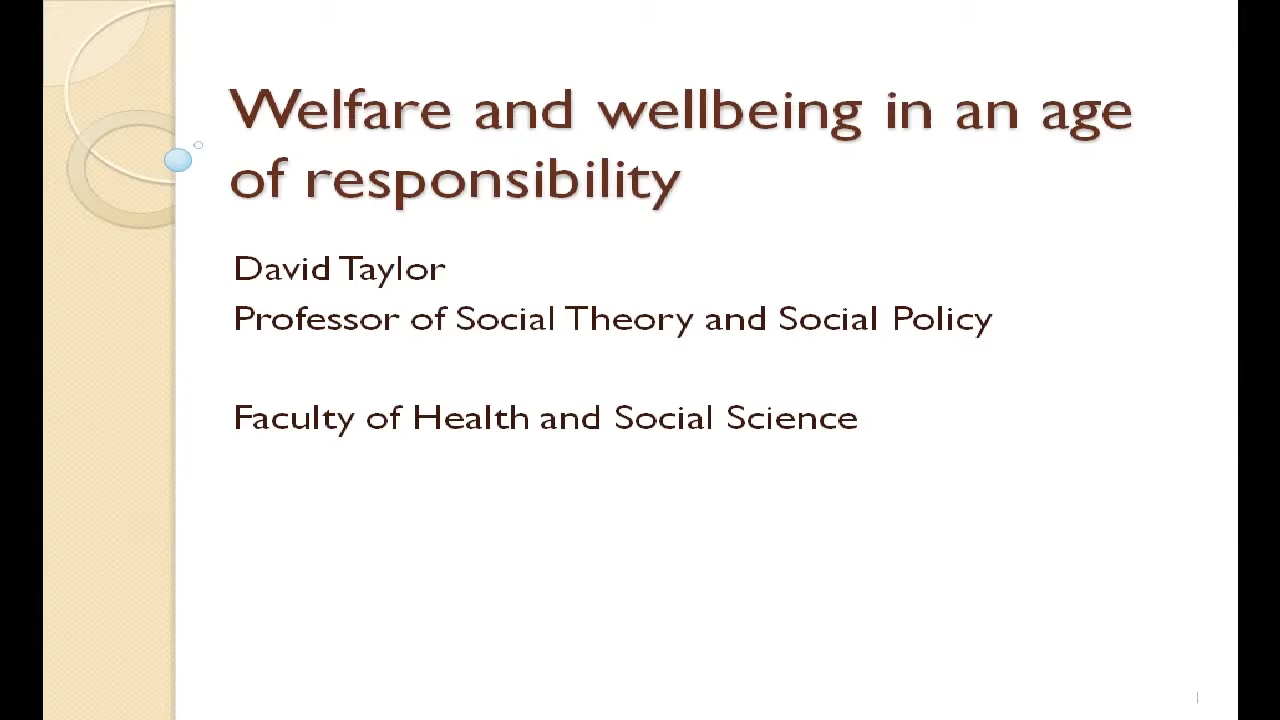 Welfare and wellbeing in an age
of responsibility
David Taylor
Professor of Social Theory and Social Policy
Faculty of Health and Social Science
1